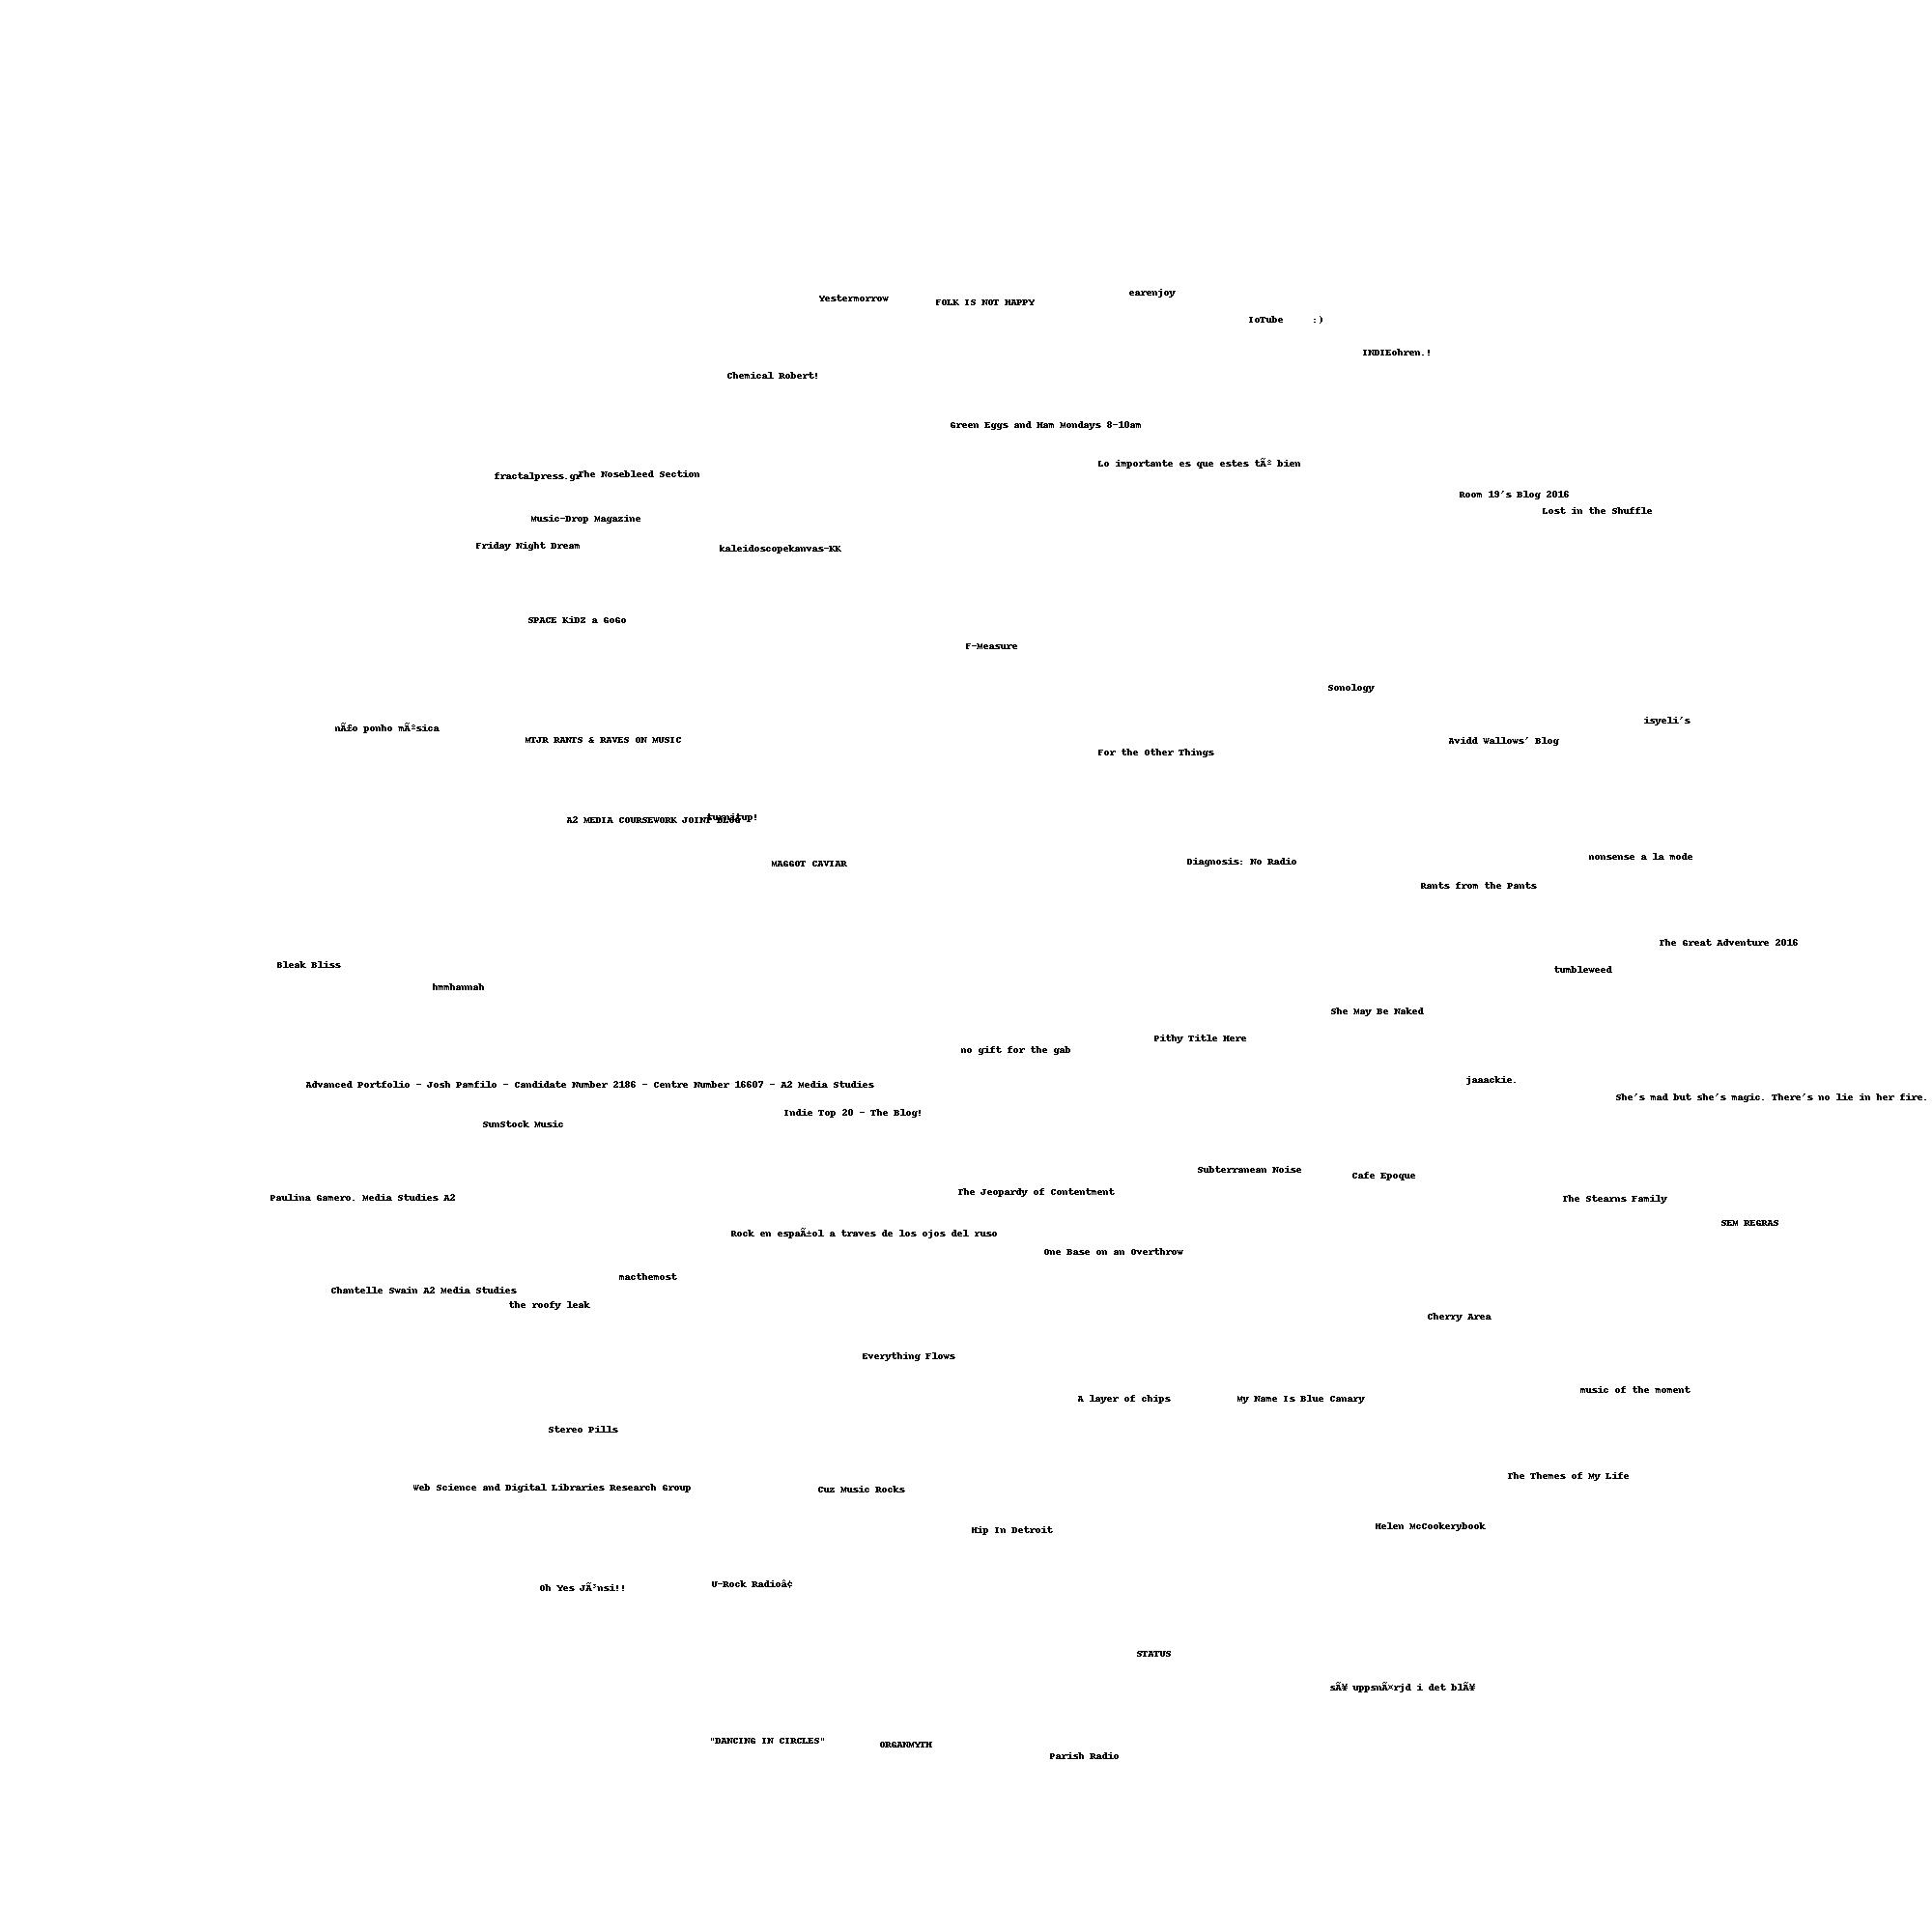 earenjoy
Yestermorrow
FOLK IS NOT HAPPY
IoTube     :)
INDIEohren.!
Chemical Robert!
Green Eggs and Ham Mondays 8-10am
Lo importante es que estes tÃº bien
fractalpress.gr
The Nosebleed Section
Room 19's Blog 2016
Lost in the Shuffle
Music-Drop Magazine
Friday Night Dream
kaleidoscopekanvas-KK
SPACE KiDZ a GoGo
F-Measure
Sonology
isyeli's
nÃ£o ponho mÃºsica
MTJR RANTS & RAVES ON MUSIC
Avidd Wallows' Blog
For the Other Things
turnitup!
A2 MEDIA COURSEWORK JOINT BLOG
nonsense a la mode
Diagnosis: No Radio
MAGGOT CAVIAR
Rants from the Pants
The Great Adventure 2016
Bleak Bliss
tumbleweed
hmmhannah
She May Be Naked
Pithy Title Here
no gift for the gab
jaaackie.
Advanced Portfolio - Josh Pamfilo - Candidate Number 2186 - Centre Number 16607 - A2 Media Studies
She's mad but she's magic. There's no lie in her fire.
Indie Top 20 - The Blog!
SunStock Music
Subterranean Noise
Cafe Epoque
The Jeopardy of Contentment
Paulina Gamero. Media Studies A2
The Stearns Family
SEM REGRAS
Rock en espaÃ±ol a traves de los ojos del ruso
One Base on an Overthrow
macthemost
Chantelle Swain A2 Media Studies
the roofy leak
Cherry Area
Everything Flows
music of the moment
A layer of chips
My Name Is Blue Canary
Stereo Pills
The Themes of My Life
Web Science and Digital Libraries Research Group
Cuz Music Rocks
Helen McCookerybook
Hip In Detroit
U-Rock Radioâ¢
Oh Yes JÃ³nsi!!
STATUS
sÃ¥ uppsnÃ¤rjd i det blÃ¥
"DANCING IN CIRCLES"
ORGANMYTH
Parish Radio